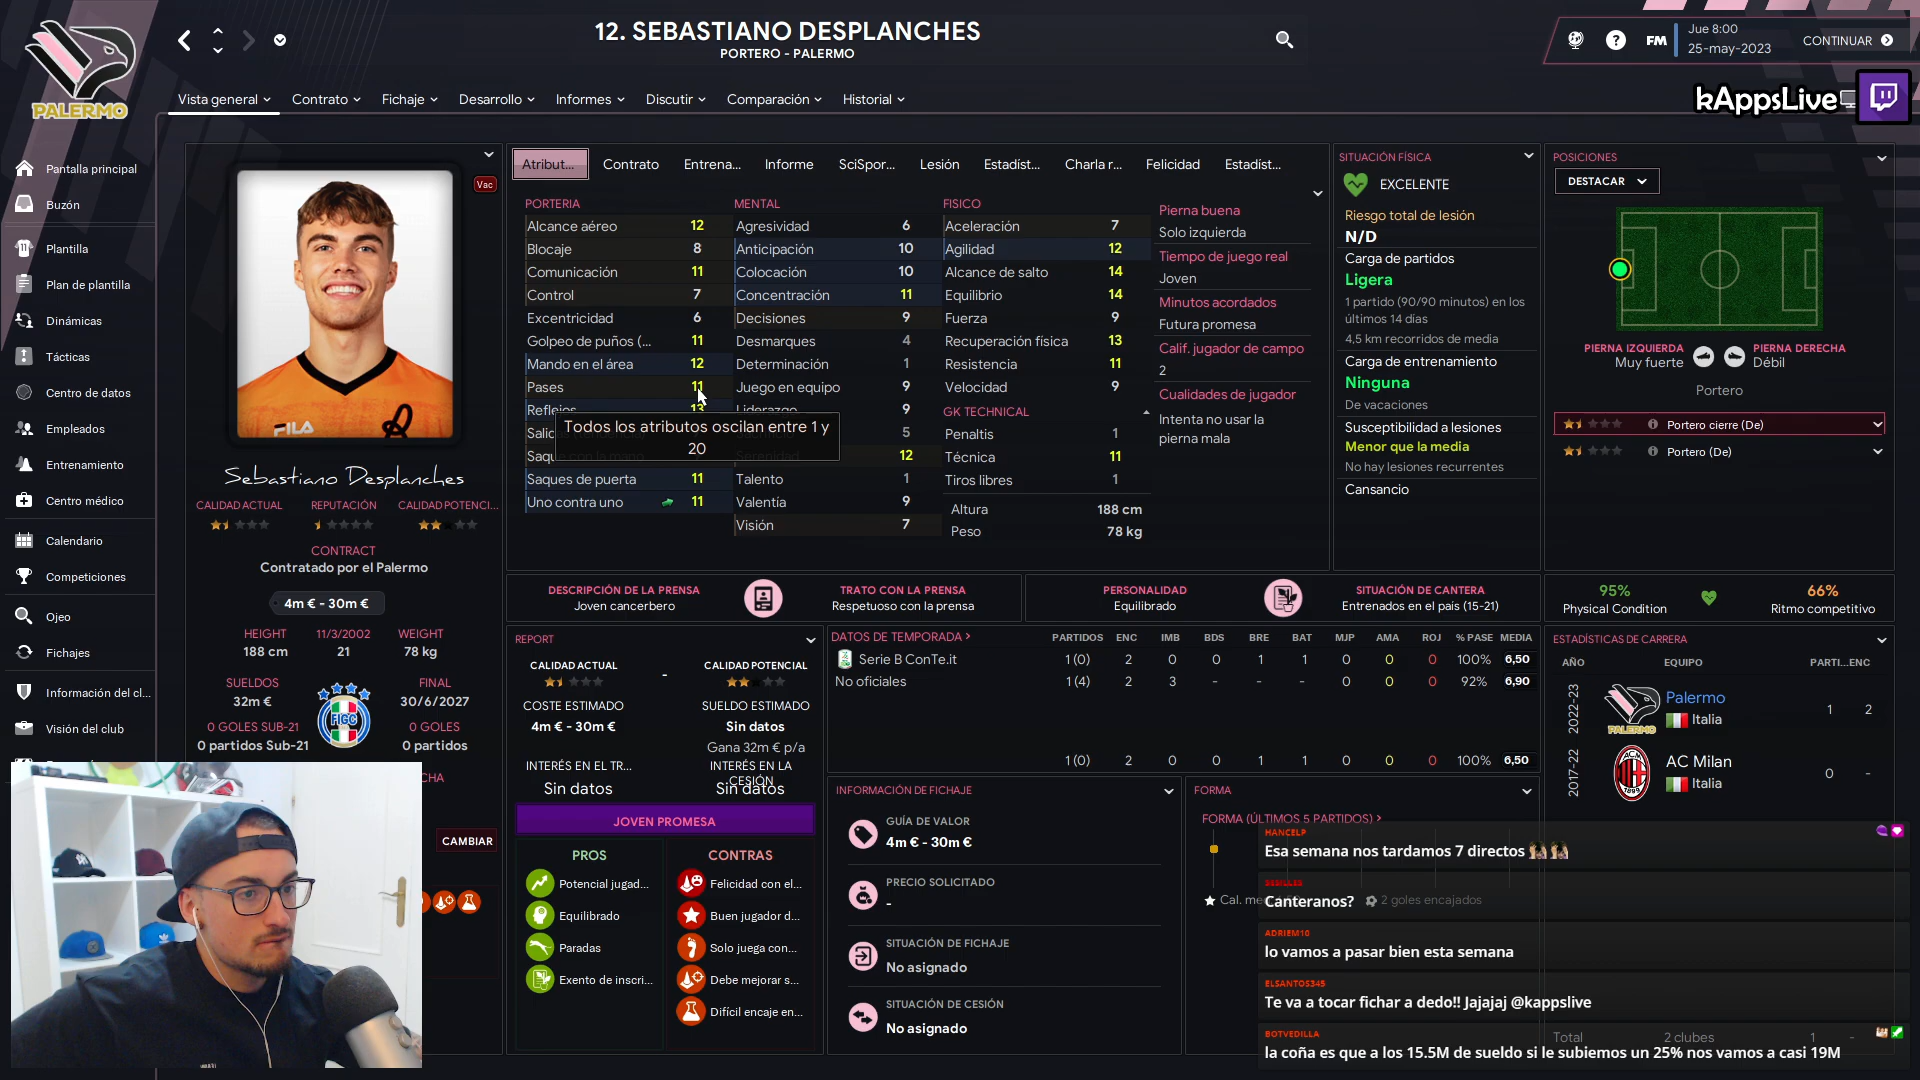 12. SEBASTIANO DESPLANCHES
PORTERO - PALERMO
FM
Jue 8:00
25-may-2023
CONTINUAR
PALERMO
Vista general
Contrato
Fichaje
Desarrollo
Informes
Discutir
Comparación
Historial
kAppsLive
Pantalla principal
Buzón
Plantilla
Plan de plantilla
Dinámicas
Tácticas
Centro de datos
Empleados
Entrenamiento
Centro médico
Calendario
Competiciones
Ojeo
Fichajes
Información del cl...
Visión del club
Vac
FILA
Sebastiano Desplanches
CALIDAD ACTUAL
REPUTACIÓN
CALIDAD POTENCI...
CONTRACT
Contratado por el Palermo
4m € - 30m €
HEIGHT
11/3/2002
WEIGHT
188 cm
21
78 kg
SUELDOS
FINAL
32m €
30/6/2027
FIGC
0 GOLES SUB-21
0 GOLES
0 partidos Sub-21
0 partidos
CAMBIAR
Atribut...
Contrato
Entrena...
Informe
SciSpor...
Lesión
Estadíst...
Charla r...
Felicidad
Estadíst...
PORTERIA
Alcance aéreo 12
Blocaje 8
Comunicación 11
Control 7
Excentricidad 6
Golpeo de puños (... 11
Mando en el área 12
Pases 11
Reflejos 13
Todos los atributos oscilan entre 1 y
20
Saques de puerta 11
Uno contra uno 11
MENTAL
Agresividad 6
Anticipación 10
Colocación 10
Concentración 11
Decisiones 9
Desmarques 4
Determinación 1
Juego en equipo 9
Liderazgo 9
5
12
Talento 1
Valentía 9
Visión 7
FISICO
Aceleración 7
Agilidad 12
Alcance de salto 14
Equilibrio 14
Fuerza 9
Recuperación física 13
Resistencia 11
Velocidad 9
GK TECHNICAL
Penaltis 1
Técnica 11
Tiros libres 1
Altura 188 cm
Peso 78 kg
Pierna buena
Solo izquierda
Tiempo de juego real
Joven
Minutos acordados
Futura promesa
Calif. jugador de campo
2
Cualidades de jugador
Intenta no usar la
pierna mala
SITUACIÓN FÍSICA
EXCELENTE
Riesgo total de lesión
N/D
Carga de partidos
Ligera
1 partido (90/90 minutos) en los
últimos 14 días
4,5 km recorridos de media
Carga de entrenamiento
Ninguna
De vacaciones
Susceptibilidad a lesiones
Menor que la media
No hay lesiones recurrentes
Cansancio
POSICIONES
DESTACAR
PIERNA IZQUIERDA
Muy fuerte
PIERNA DERECHA
Débil
Portero
Portero cierre (De)
Portero (De)
DESCRIPCIÓN DE LA PRENSA
Joven cancerbero
TRATO CON LA PRENSA
Respetuoso con la prensa
PERSONALIDAD
Equilibrado
SITUACIÓN DE CANTERA
Entrenados en el país (15-21)
95%
Physical Condition
66%
Ritmo competitivo
REPORT
CALIDAD ACTUAL
-
CALIDAD POTENCIAL
COSTE ESTIMADO
4m € - 30m €
SUELDO ESTIMADO
Sin datos
Gana 32m € p/a
INTERÉS EN EL TR...
Sin datos
INTERÉS EN LA
CESIÓN
Sin datos
JOVEN PROMESA
PROS
Potencial jugad...
Equilibrado
Paradas
Exento de inscri...
CONTRAS
Felicidad con el...
Buen jugador d...
Solo juega con...
Debe mejorar s...
Difícil encaje en...
DATOS DE TEMPORADA PARTIDOS ENC IMB BDS BRE BAT MJP AMA ROJ % PASE MEDIA
Serie B ConTe.it 1 (0) 2 0 0 1 1 0 0 0 100% 6,50
No oficiales 1 (4) 2 3 - - - 0 0 0 92% 6,90
1 (0) 2 0 0 1 1 0 0 0 100% 6,50
INFORMACIÓN DE FICHAJE
GUÍA DE VALOR
4m € - 30m €
PRECIO SOLICITADO
-
SITUACIÓN DE FICHAJE
No asignado
SITUACIÓN DE CESIÓN
No asignado
FORMA
FORMA (ÚLTIMOS 5 PARTIDOS)
2 goles encajados
ESTADÍSTICAS DE CARRERA
AÑO EQUIPO PARTI... ENC
2022-23 PALERMO Palermo 1 2
Italia
2017-22 AC Milan 0 -
Italia
Total 2 clubes 1 -
HANCELP
Esa semana nos tardamos 7 directos
Canteranos?
ADRIEM10
lo vamos a pasar bien esta semana
ELSANTOS345
Te va a tocar fichar a dedo!! Jajajaj @kappslive
BOTVEDILLA
la coña es que a los 15.5M de sueldo si le subiemos un 25% nos vamos a casi 19M